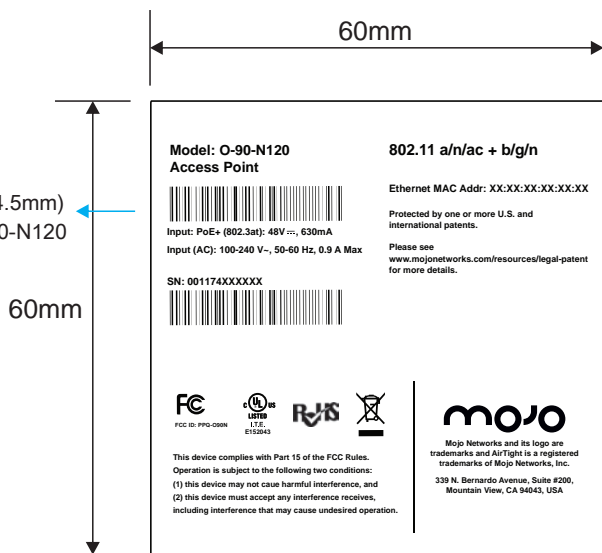 60mm
4.5mm)
0-N120
60mm
Model: O-90-N120
Access Point
Input: PoE+ (802.3at): 48V⎓, 630mA
Input (AC): 100-240 V~, 50-60 Hz, 0.9 A Max
SN: 001174XXXXXX
802.11 a/n/ac + b/g/n
Ethernet MAC Addr: XX:XX:XX:XX:XX:XX
Protected by one or more U.S. and
international patents.
Please see
www.mojonetworks.com/resources/legal-patent
for more details.
FC
FCC ID: PPQ-O90N
c UL us
LISTED
I.T.E.
E152043
RoHS
This device complies with Part 15 of the FCC Rules.
Operation is subject to the following two conditions:
(1) this device may not caue harmful interference, and
(2) this device must accept any interference receives,
including interference that may cause undesired operation.
mojo
Mojo Networks and its logo are
trademarks and AirTight is a registered
trademarks of Mojo Networks, Inc.
339 N. Bernardo Avenue, Suite #200,
Mountain View, CA 94043, USA